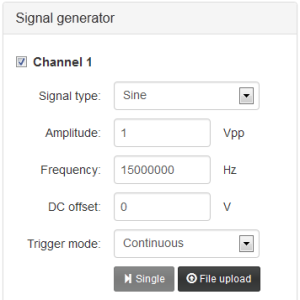 Signal generator
Channel 1
Signal type: Sine
Amplitude: 1 Vpp
Frequency: 15000000 Hz
DC offset: 0 V
Trigger mode: Continuous
Single File upload